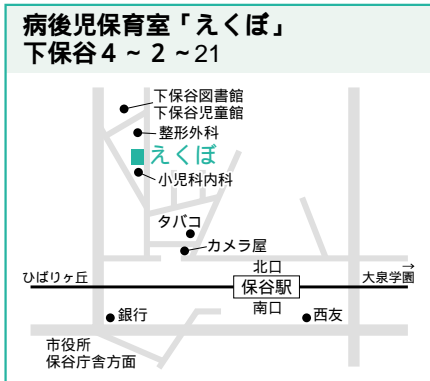 病後児保育室「えくぼ」
下保谷４～２～21
下保谷図書館
下保谷児童館
整形外科
えくぼ
小児科内科
タバコ
カメラ屋
北口
ひばりヶ丘
保谷駅
→
大泉学園
南口
銀行
西友
市役所
保谷庁舎方面